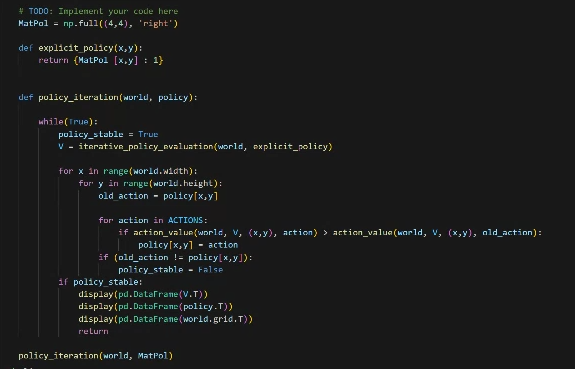 # TODO: Implement your code here
MatPol = np.full((4,4), 'right')
def explicit_policy(x,y):
return {MatPol [x,y] : 1}
def policy_iteration(world, policy):
while(True):
policy_stable = True
V = iterative_policy_evaluation(world, explicit_policy)
for x in range(world.width):
for y in range(world.height):
old_action = policy[x,y]
for action in ACTIONS:
if action_value(world, V, (x,y), action) > action_value(world, V, (x,y), old_action):
policy[x,y] = action
if (old_action != policy[x,y]):
policy_stable = False
if policy_stable:
display(pd.DataFrame(V.T))
display(pd.DataFrame(policy.T))
display(pd.DataFrame(world.grid.T))
return
policy_iteration(world, MatPol)